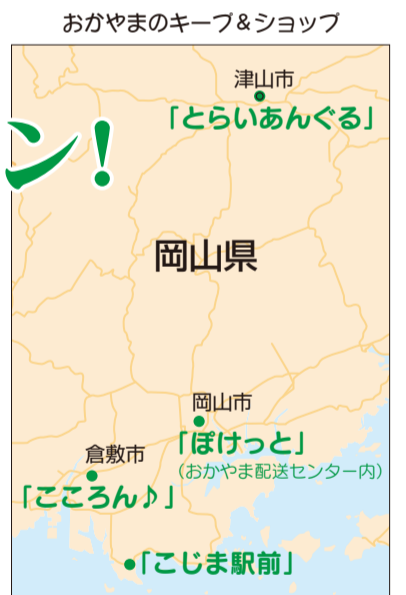 おかやまのキープ&ショップ
津山市
「とらいあんぐる」
ン!
岡山県
岡山市
「ぽけっと」
(おかやま配送センター内)
倉敷市
「こころん♪」
「こじま駅前」